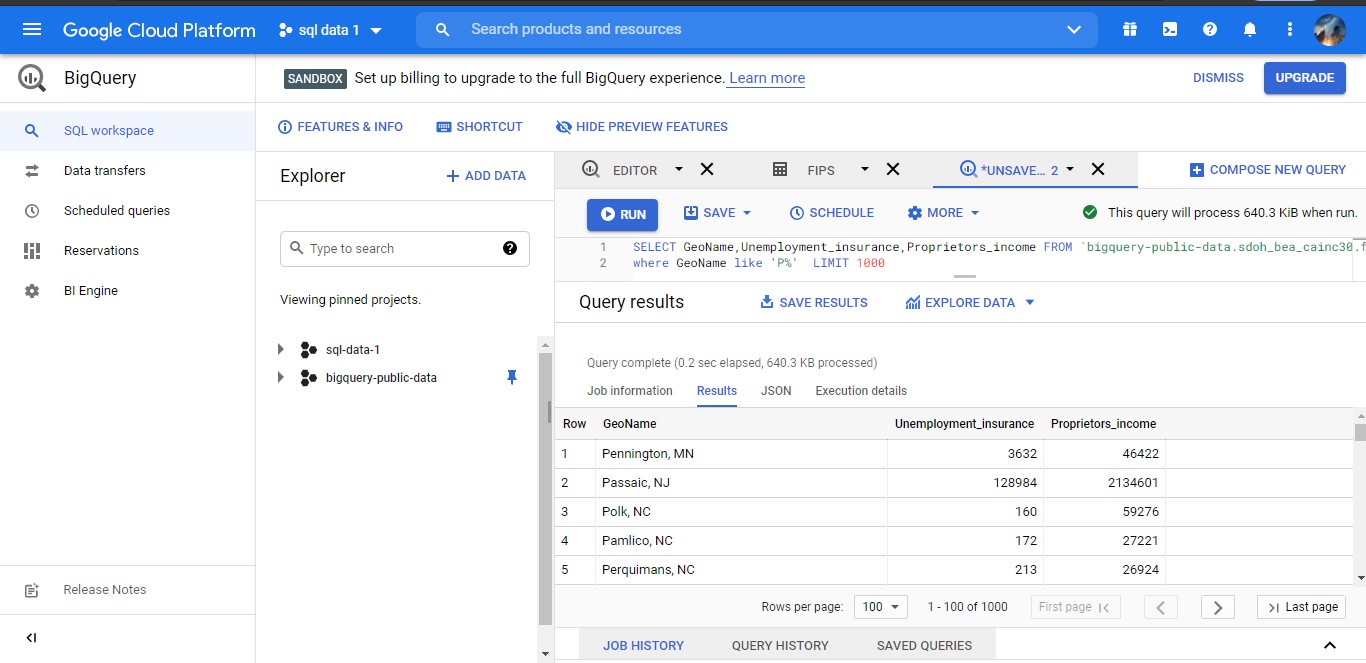 Google Cloud Platform sql data 1 Search products and resources
BigQuery
SANDBOX Set up billing to upgrade to the full BigQuery experience. Learn more DISMISS UPGRADE
SQL workspace
Data transfers
Scheduled queries
Reservations
BI Engine
Release Notes
FEATURES & INFO SHORTCUT HIDE PREVIEW FEATURES
Explorer + ADD DATA
Type to search
Viewing pinned projects.
sql-data-1
bigquery-public-data
EDITOR FIPS *UNSAVE... 2 COMPOSE NEW QUERY
RUN SAVE SCHEDULE MORE This query will process 640.3 KiB when run.
1 SELECT GeoName,Unemployment_insurance,Proprietors_income FROM `bigquery-public-data.sdoh_bea_cainc30.f
2 where GeoName like 'P%' LIMIT 1000
Query results SAVE RESULTS EXPLORE DATA
Query complete (0.2 sec elapsed, 640.3 KB processed)
Job information Results JSON Execution details
Row GeoName Unemployment_insurance Proprietors_income
1 Pennington, MN 3632 46422
2 Passaic, NJ 128984 2134601
3 Polk, NC 160 59276
4 Pamlico, NC 172 27221
5 Perquimans, NC 213 26924
Rows per page: 100 1 - 100 of 1000 First page Last page
JOB HISTORY QUERY HISTORY SAVED QUERIES